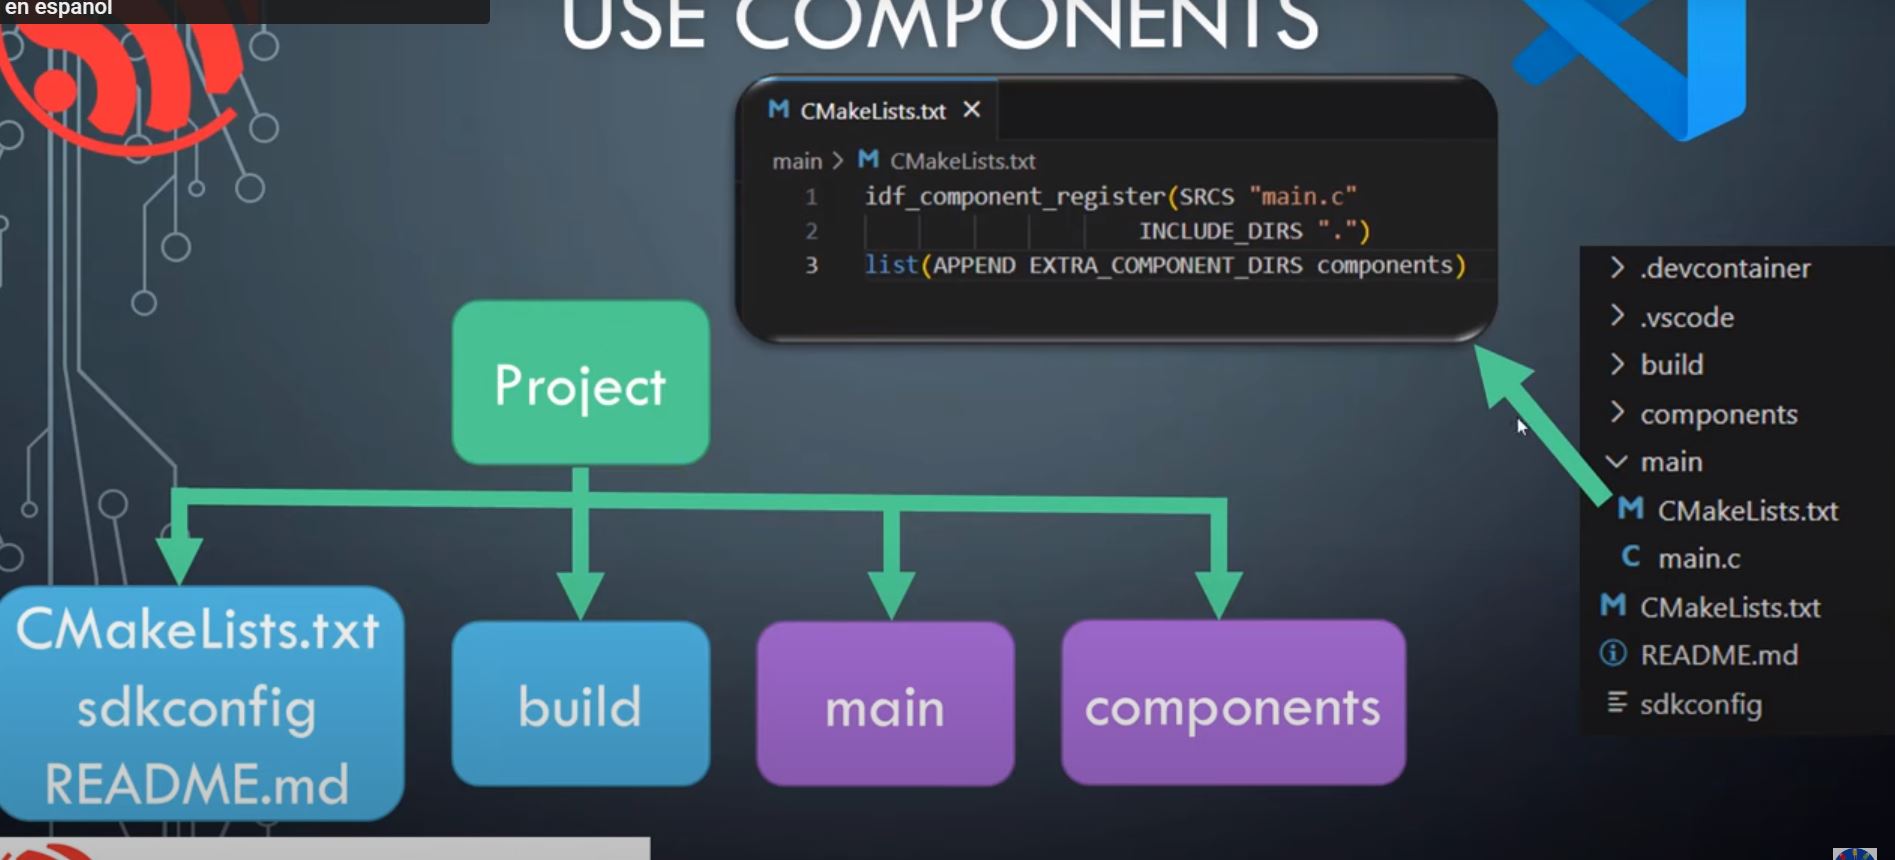 en español
USE COMPONENTS
CMakeLists.txt
main > CMakeLists.txt
1 idf_component_register(SRCS "main.c"
2 INCLUDE_DIRS ".")
3 list(APPEND EXTRA_COMPONENT_DIRS components)
Project
CMakeLists.txt
sdkconfig
README.md
build
main
components
.devcontainer
.vscode
build
components
main
CMakeLists.txt
main.c
CMakeLists.txt
README.md
sdkconfig